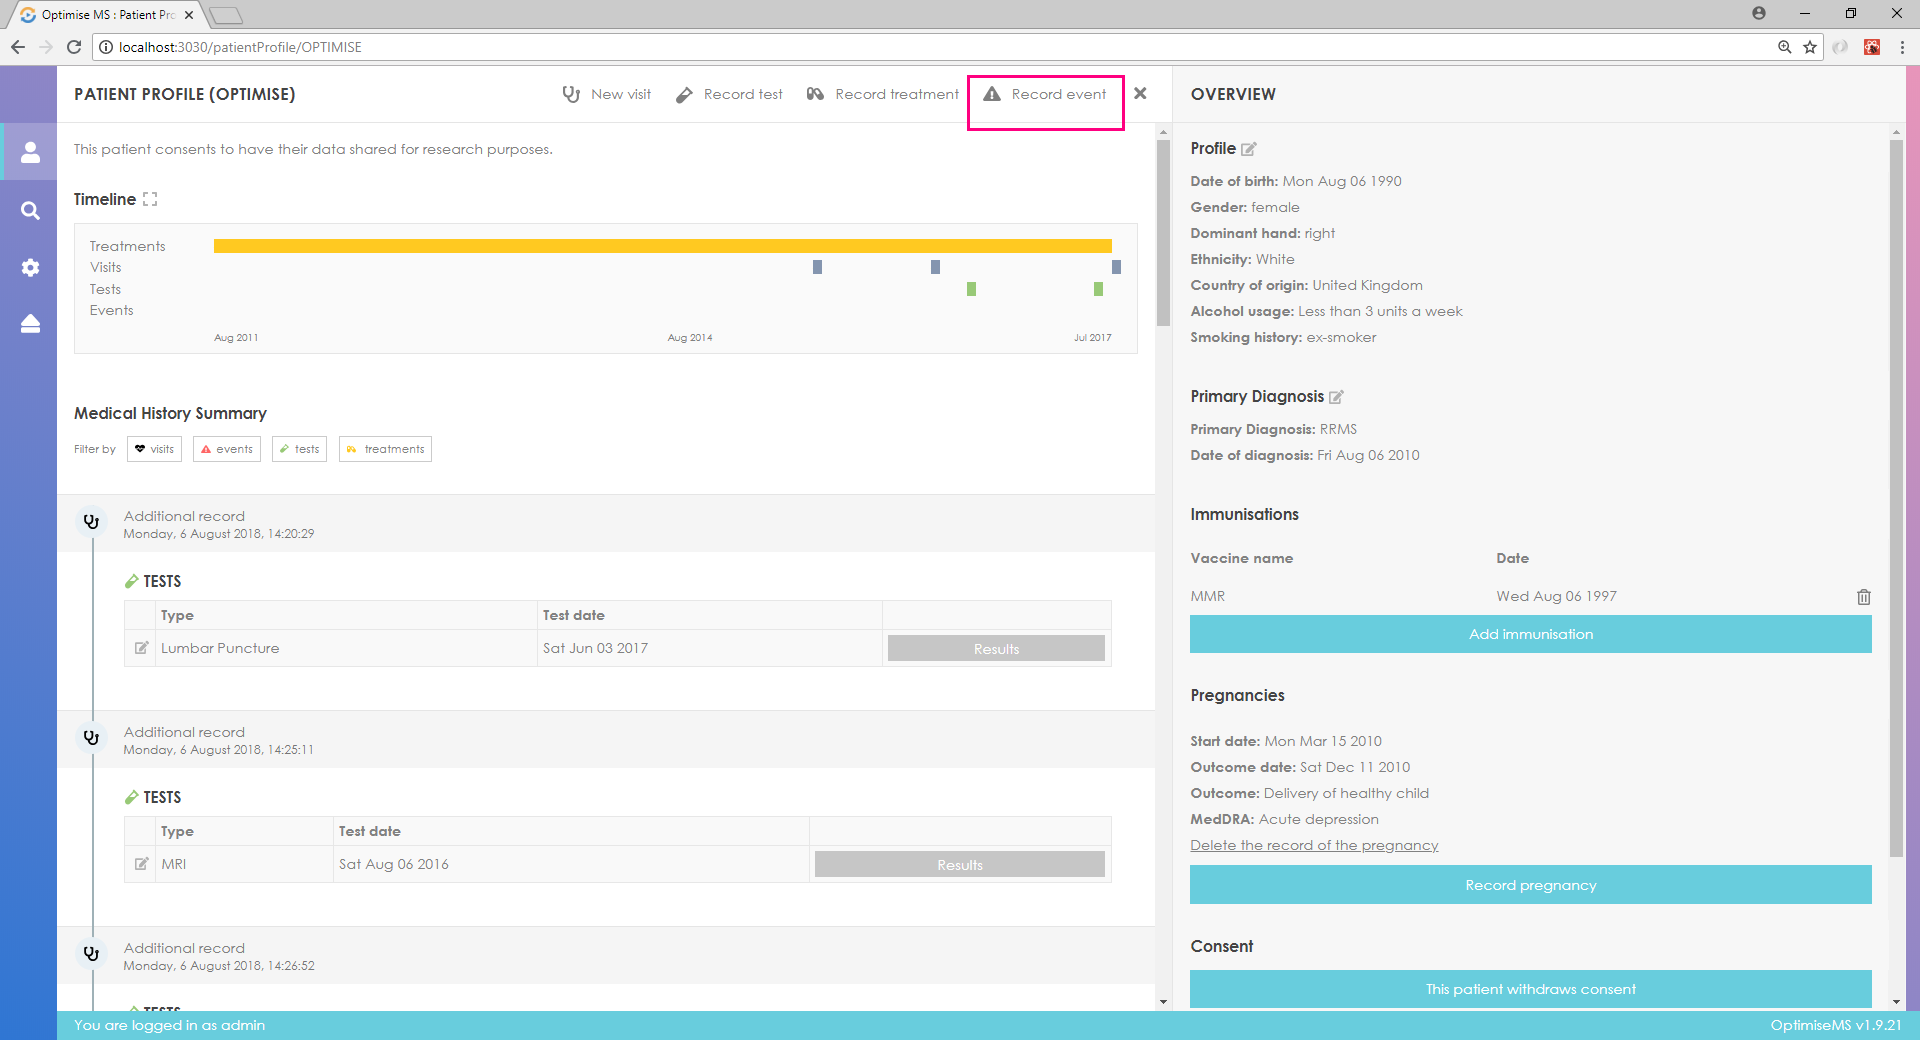 Optimise MS : Patient Pro
localhost:3030/patientProfile/OPTIMISE
PATIENT PROFILE (OPTIMISE)
New visit
Record test
Record treatment
Record event
This patient consents to have their data shared for research purposes.
Timeline
Treatments
Visits
Tests
Events
Aug 2011
Aug 2014
Jul 2017
Medical History Summary
Filter by
visits
events
tests
treatments
Additional record
Monday, 6 August 2018, 14:20:29
TESTS
Type Test date
Lumbar Puncture Sat Jun 03 2017 Results
Additional record
Monday, 6 August 2018, 14:25:11
TESTS
Type Test date
MRI Sat Aug 06 2016 Results
Additional record
Monday, 6 August 2018, 14:26:52
TESTS
OVERVIEW
Profile
Date of birth: Mon Aug 06 1990
Gender: female
Dominant hand: right
Ethnicity: White
Country of origin: United Kingdom
Alcohol usage: Less than 3 units a week
Smoking history: ex-smoker
Primary Diagnosis
Primary Diagnosis: RRMS
Date of diagnosis: Fri Aug 06 2010
Immunisations
Vaccine name Date
MMR Wed Aug 06 1997
Add immunisation
Pregnancies
Start date: Mon Mar 15 2010
Outcome date: Sat Dec 11 2010
Outcome: Delivery of healthy child
MedDRA: Acute depression
Delete the record of the pregnancy
Record pregnancy
Consent
This patient withdraws consent
You are logged in as admin
OptimiseMS v1.9.21